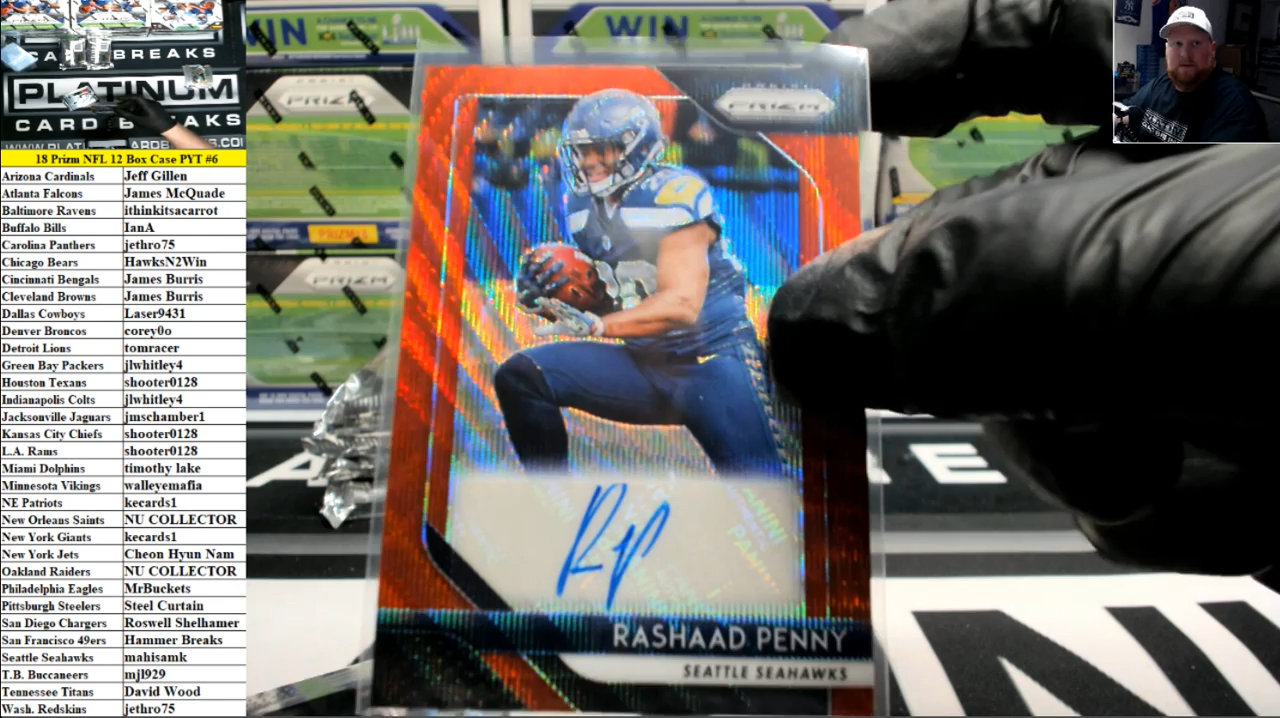 CA BREAKS
PLATINUM
CARD BREAKS
18 Prizm NFL 12 Box Case PYT #6
Arizona Cardinals Jeff Gillen
Atlanta Falcons James McQuade
Baltimore Ravens ithinkitsacarrot
Buffalo Bills IanA
Carolina Panthers jethro75
Chicago Bears HawksN2Win
Cincinnati Bengals James Burris
Cleveland Browns James Burris
Dallas Cowboys Laser9431
Denver Broncos corey0o
Detroit Lions tomracer
Green Bay Packers jlwhitley4
Houston Texans shooter0128
Indianapolis Colts jlwhitley4
Jacksonville Jaguars jmschamber1
Kansas City Chiefs shooter0128
L.A. Rams shooter0128
Miami Dolphins timothy lake
Minnesota Vikings walleyemafia
NE Patriots kecards1
New Orleans Saints NU COLLECTOR
New York Giants kecards1
New York Jets Cheon Hyun Nam
Oakland Raiders NU COLLECTOR
Philadelphia Eagles MrBuckets
Pittsburgh Steelers Steel Curtain
San Diego Chargers Roswell Shelhamer
San Francisco 49ers Hammer Breaks
Seattle Seahawks mahisamk
T.B. Buccaneers mjl929
Tennessee Titans David Wood
Wash. Redskins jethro75
WIN
PRIZM
PRIZM
PRIZMS
PRIZM
PANINI
PRIZM
RP
RASHAAD PENNY
SEATTLE SEAHAWKS